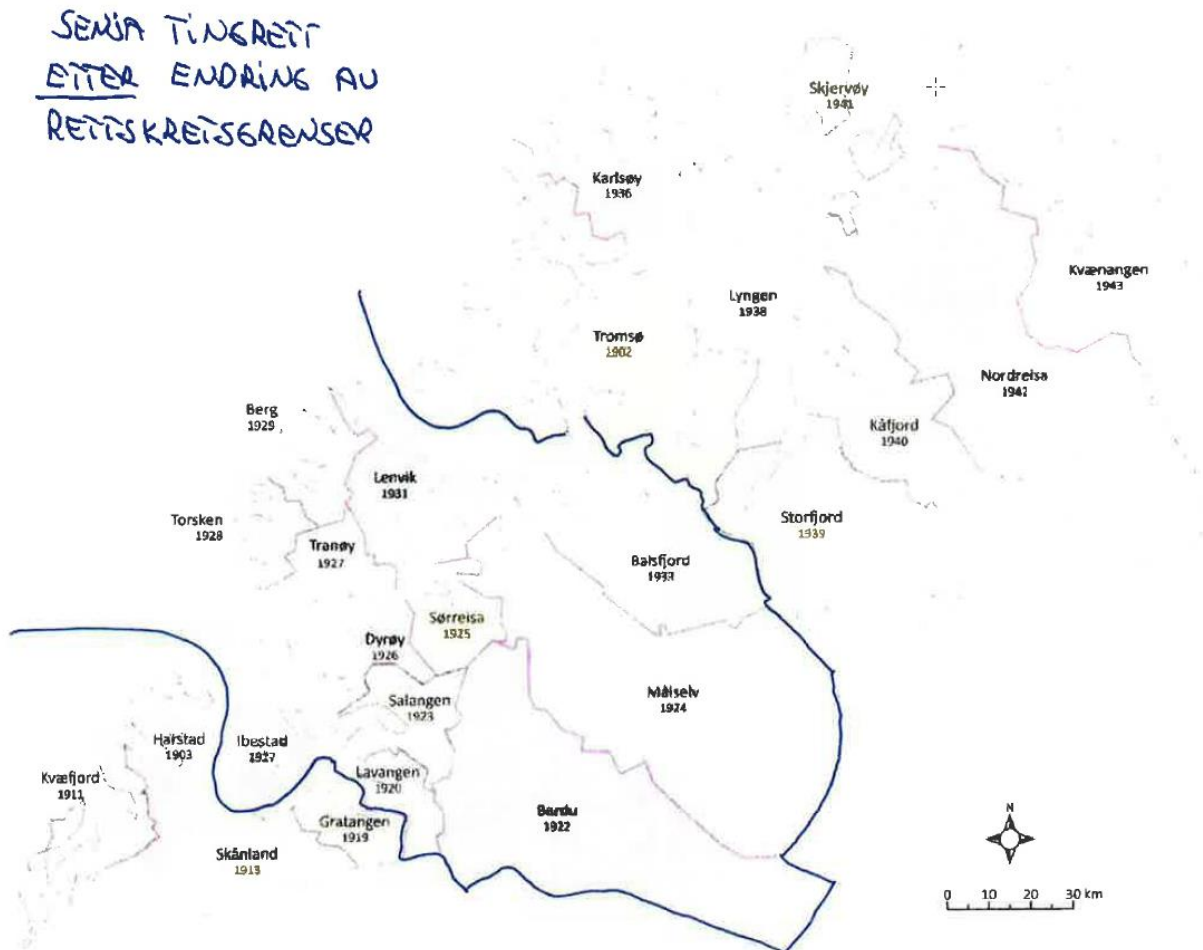 SENJA TINGRETT
ETTER ENDRING AV
RETTSKRETSGRENSER
Skjervøy
1941
Karlsøy
1936
Kvænangen
1943
Lyngen
1938
Tromsø
1902
Nordreisa
1942
Berg
1929
Kåfjord
1940
Lenvik
1931
Torsken
1928
Storfjord
1939
Tranøy
1927
Balsfjord
1933
Sørreisa
1925
Dyrøy
1926
Målselv
1924
Salangen
1923
Harstad
1903
Ibestad
1927
Kvæfjord
1911
Lavangen
1920
Bardu
1922
Gratangen
1919
Skånland
1913
N
0 10 20 30 km